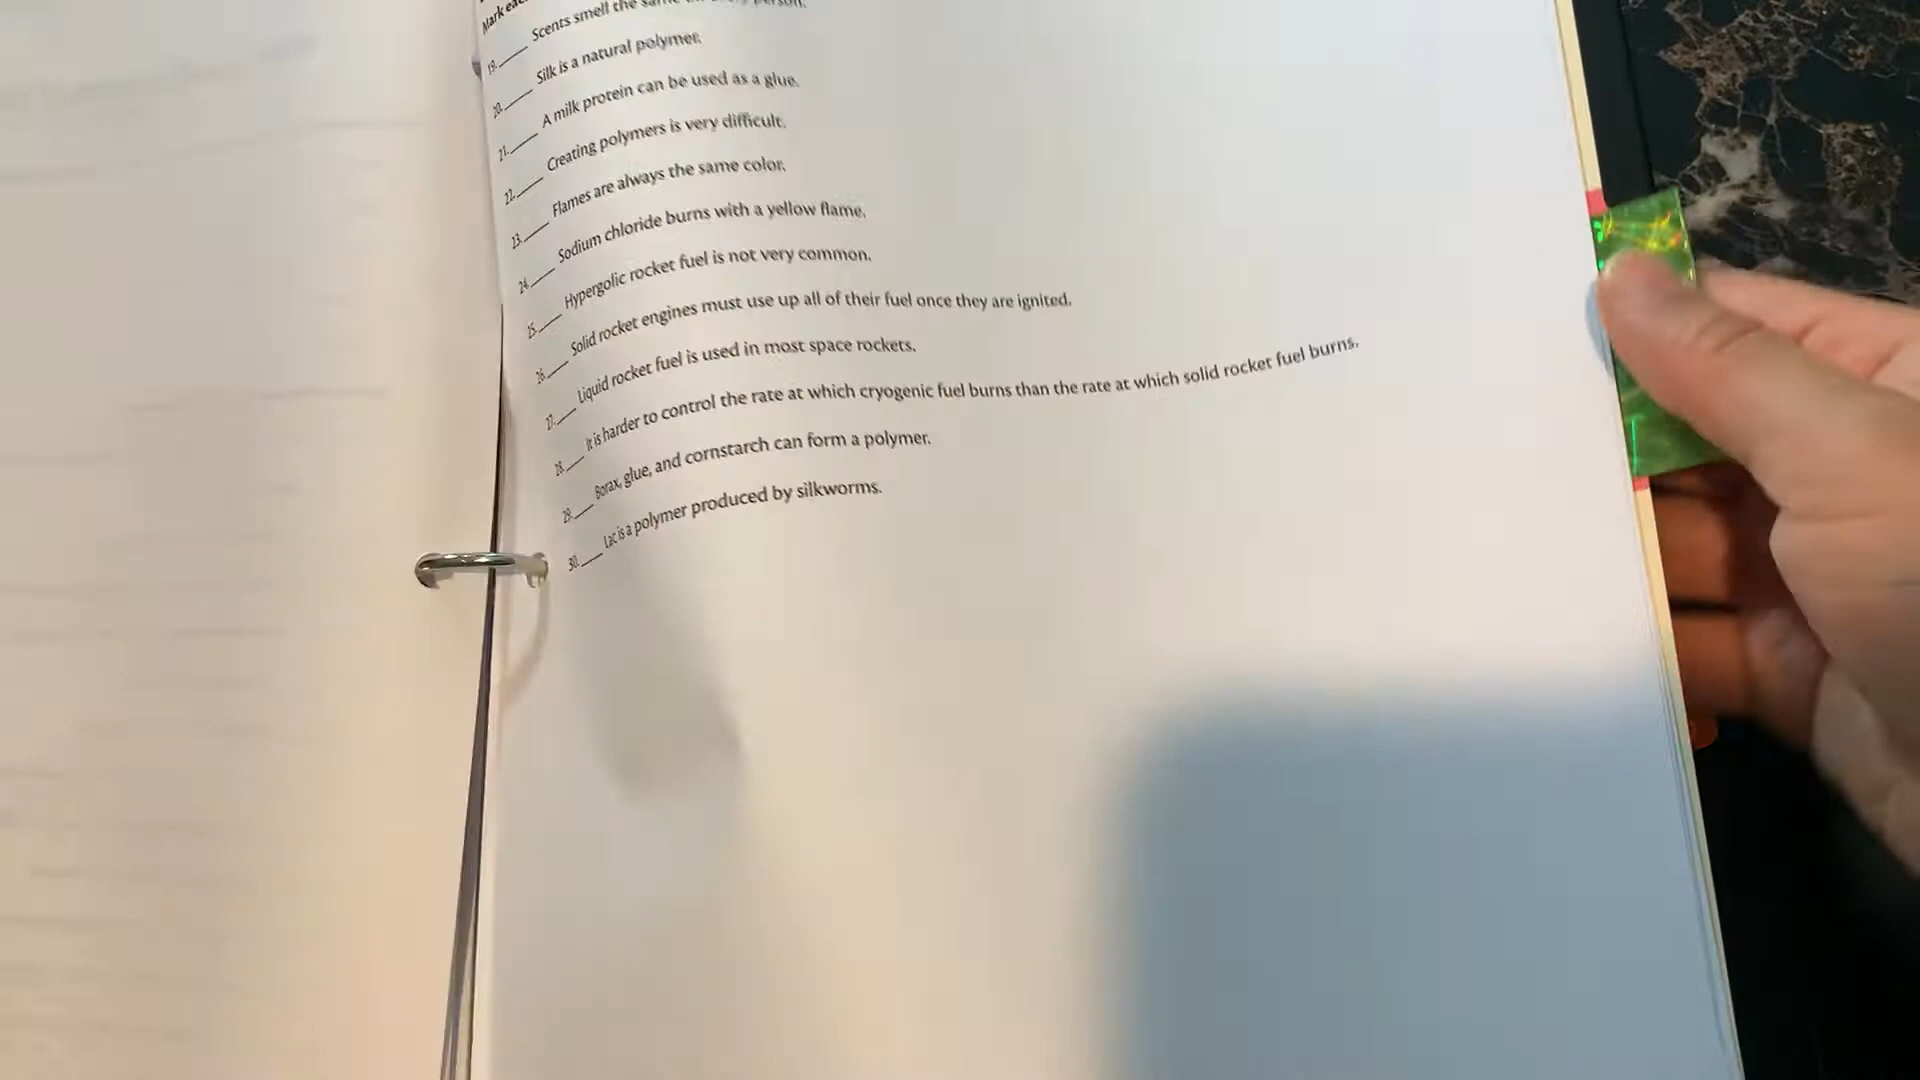 Mark each
19. ____ Scents smell the same person.
20. ____ Silk is a natural polymer.
21. ____ A milk protein can be used as a glue.
22. ____ Creating polymers is very difficult.
23. ____ Flames are always the same color.
24. ____ Sodium chloride burns with a yellow flame.
25. ____ Hypergolic rocket fuel is not very common.
26. ____ Solid rocket engines must use up all of their fuel once they are ignited.
27. ____ Liquid rocket fuel is used in most space rockets.
28. ____ It is harder to control the rate at which cryogenic fuel burns than the rate at which solid rocket fuel burns.
29. ____ Borax, glue, and cornstarch can form a polymer.
30. ____ Lac is a polymer produced by silkworms.